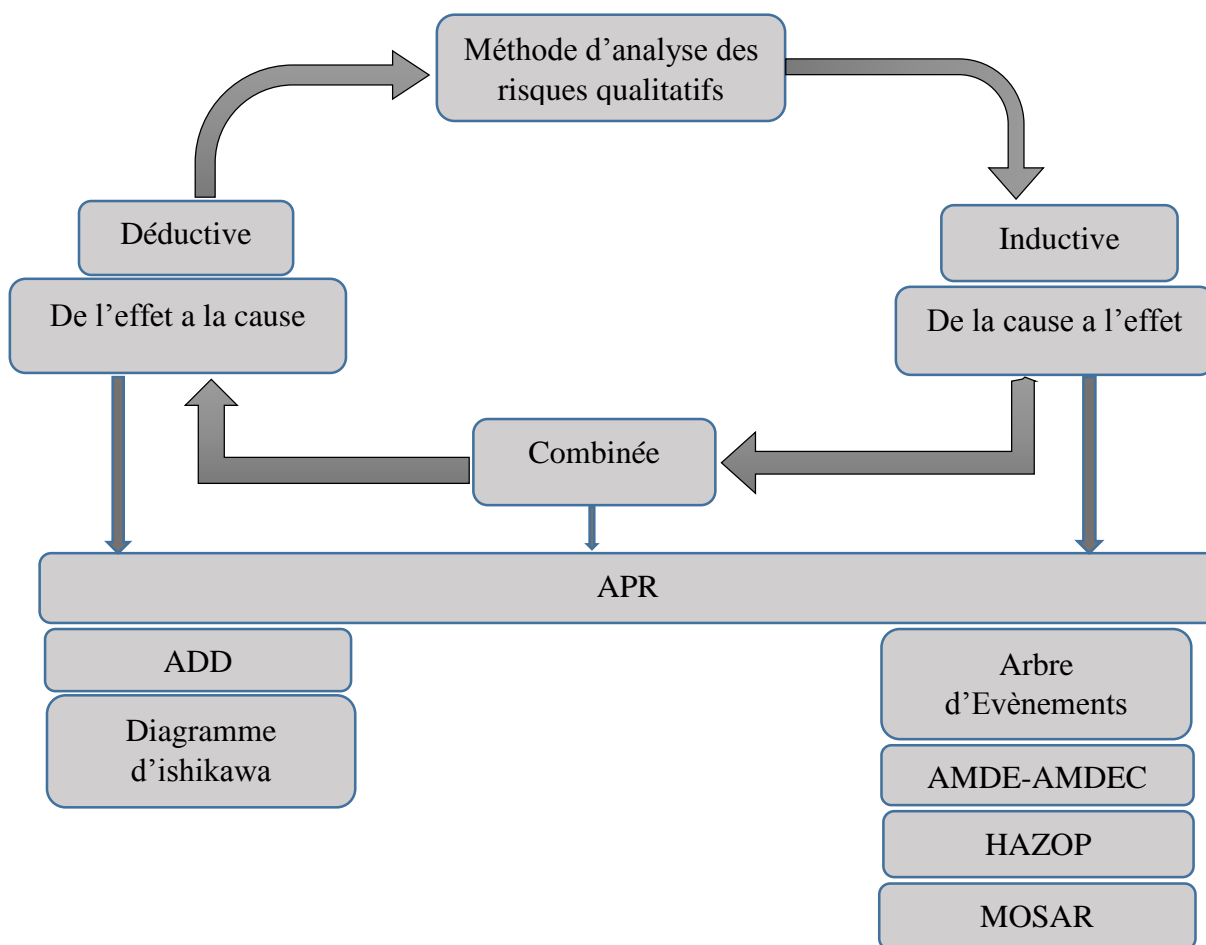 Méthode d’analyse des
risques qualitatifs
Déductive
Inductive
De l’effet a la cause
De la cause a l’effet
Combinée
APR
ADD
Diagramme
d’ishikawa
Arbre
d’Evènements
AMDE-AMDEC
HAZOP
MOSAR